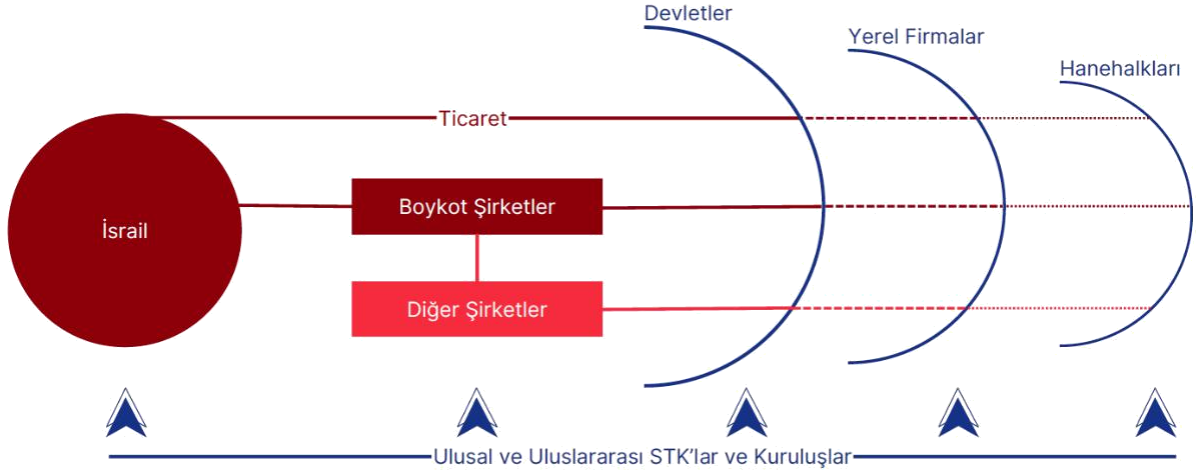 Devletler
Yerel Firmalar
Hanehalkları
Ticaret
Boykot Şirketler
İsrail
Diğer Şirketler
Ulusal ve Uluslararası STK'lar ve Kuruluşlar